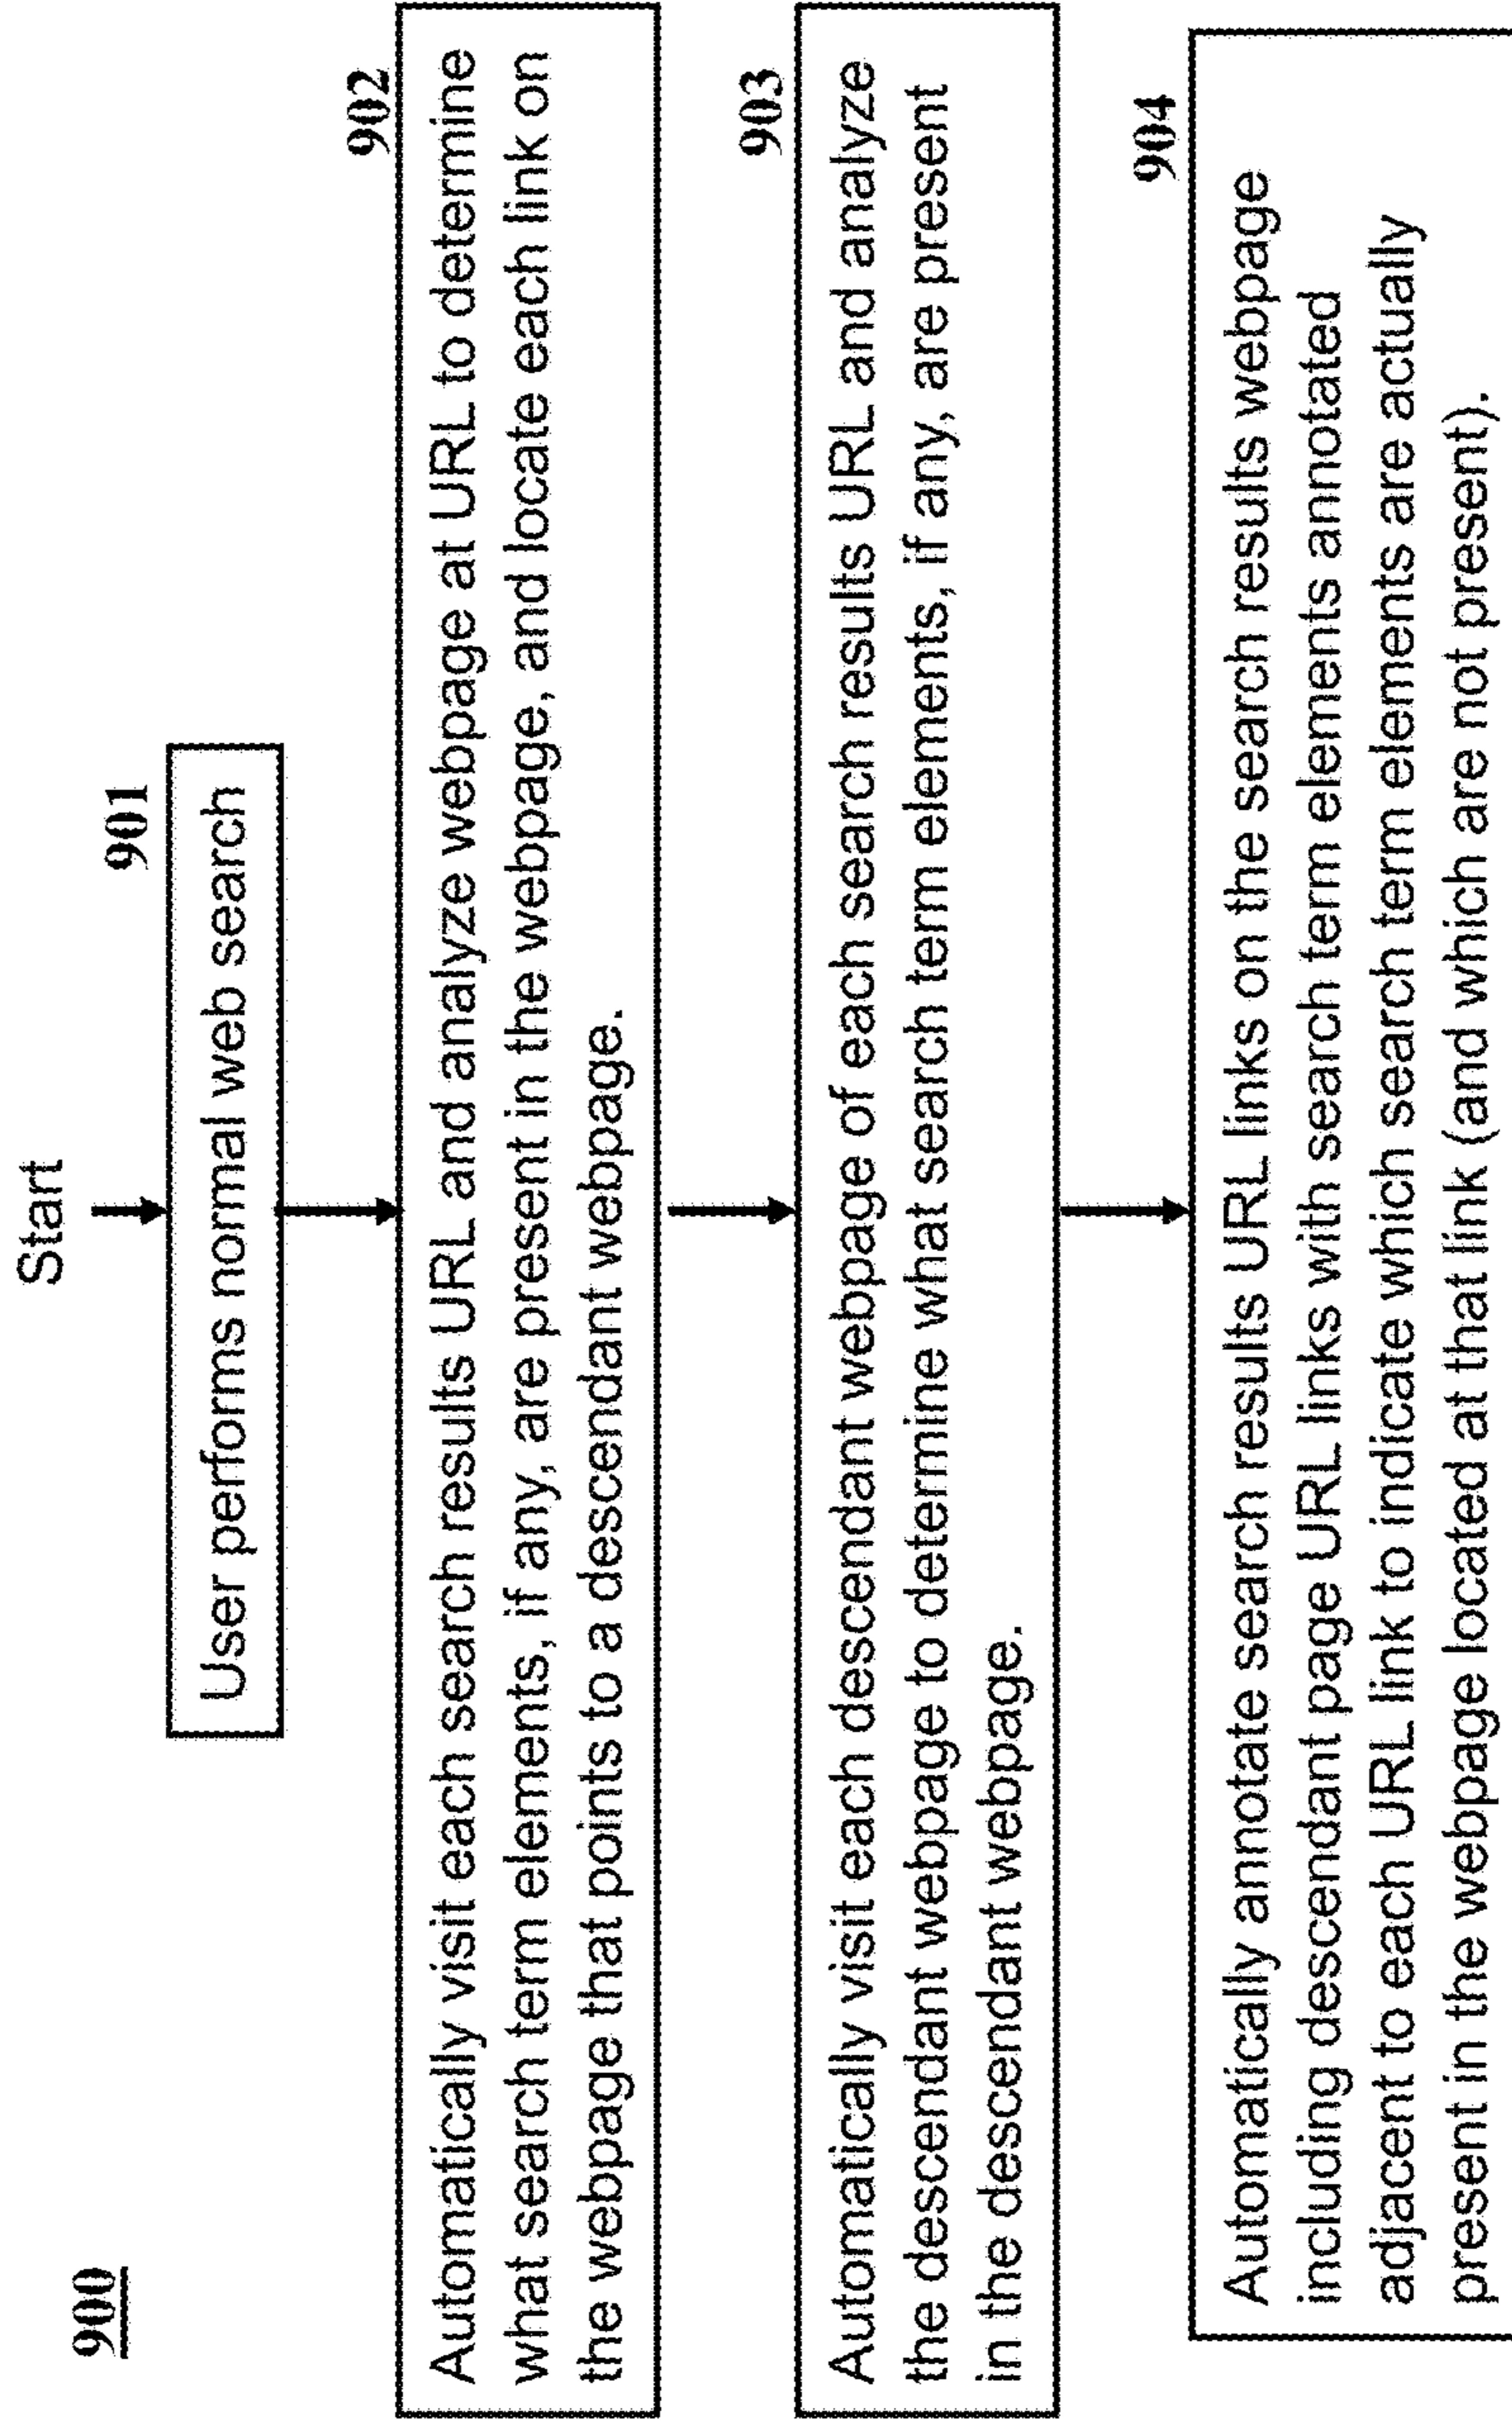 900
Start
901
User performs normal web search
902
Automatically visit each search results URL and analyze webpage at URL to determine
what search term elements, if any, are present in the webpage, and locate each link on
the webpage that points to a descendant webpage.
903
Automatically visit each descendant webpage of each search results URL and analyze
the descendant webpage to determine what search term elements, if any, are present
in the descendant webpage.
904
Automatically annotate search results URL links on the search results webpage
including descendant page URL links with search term elements annotated
adjacent to each URL link to indicate which search term elements are actually
present in the webpage located at that link (and which are not present).